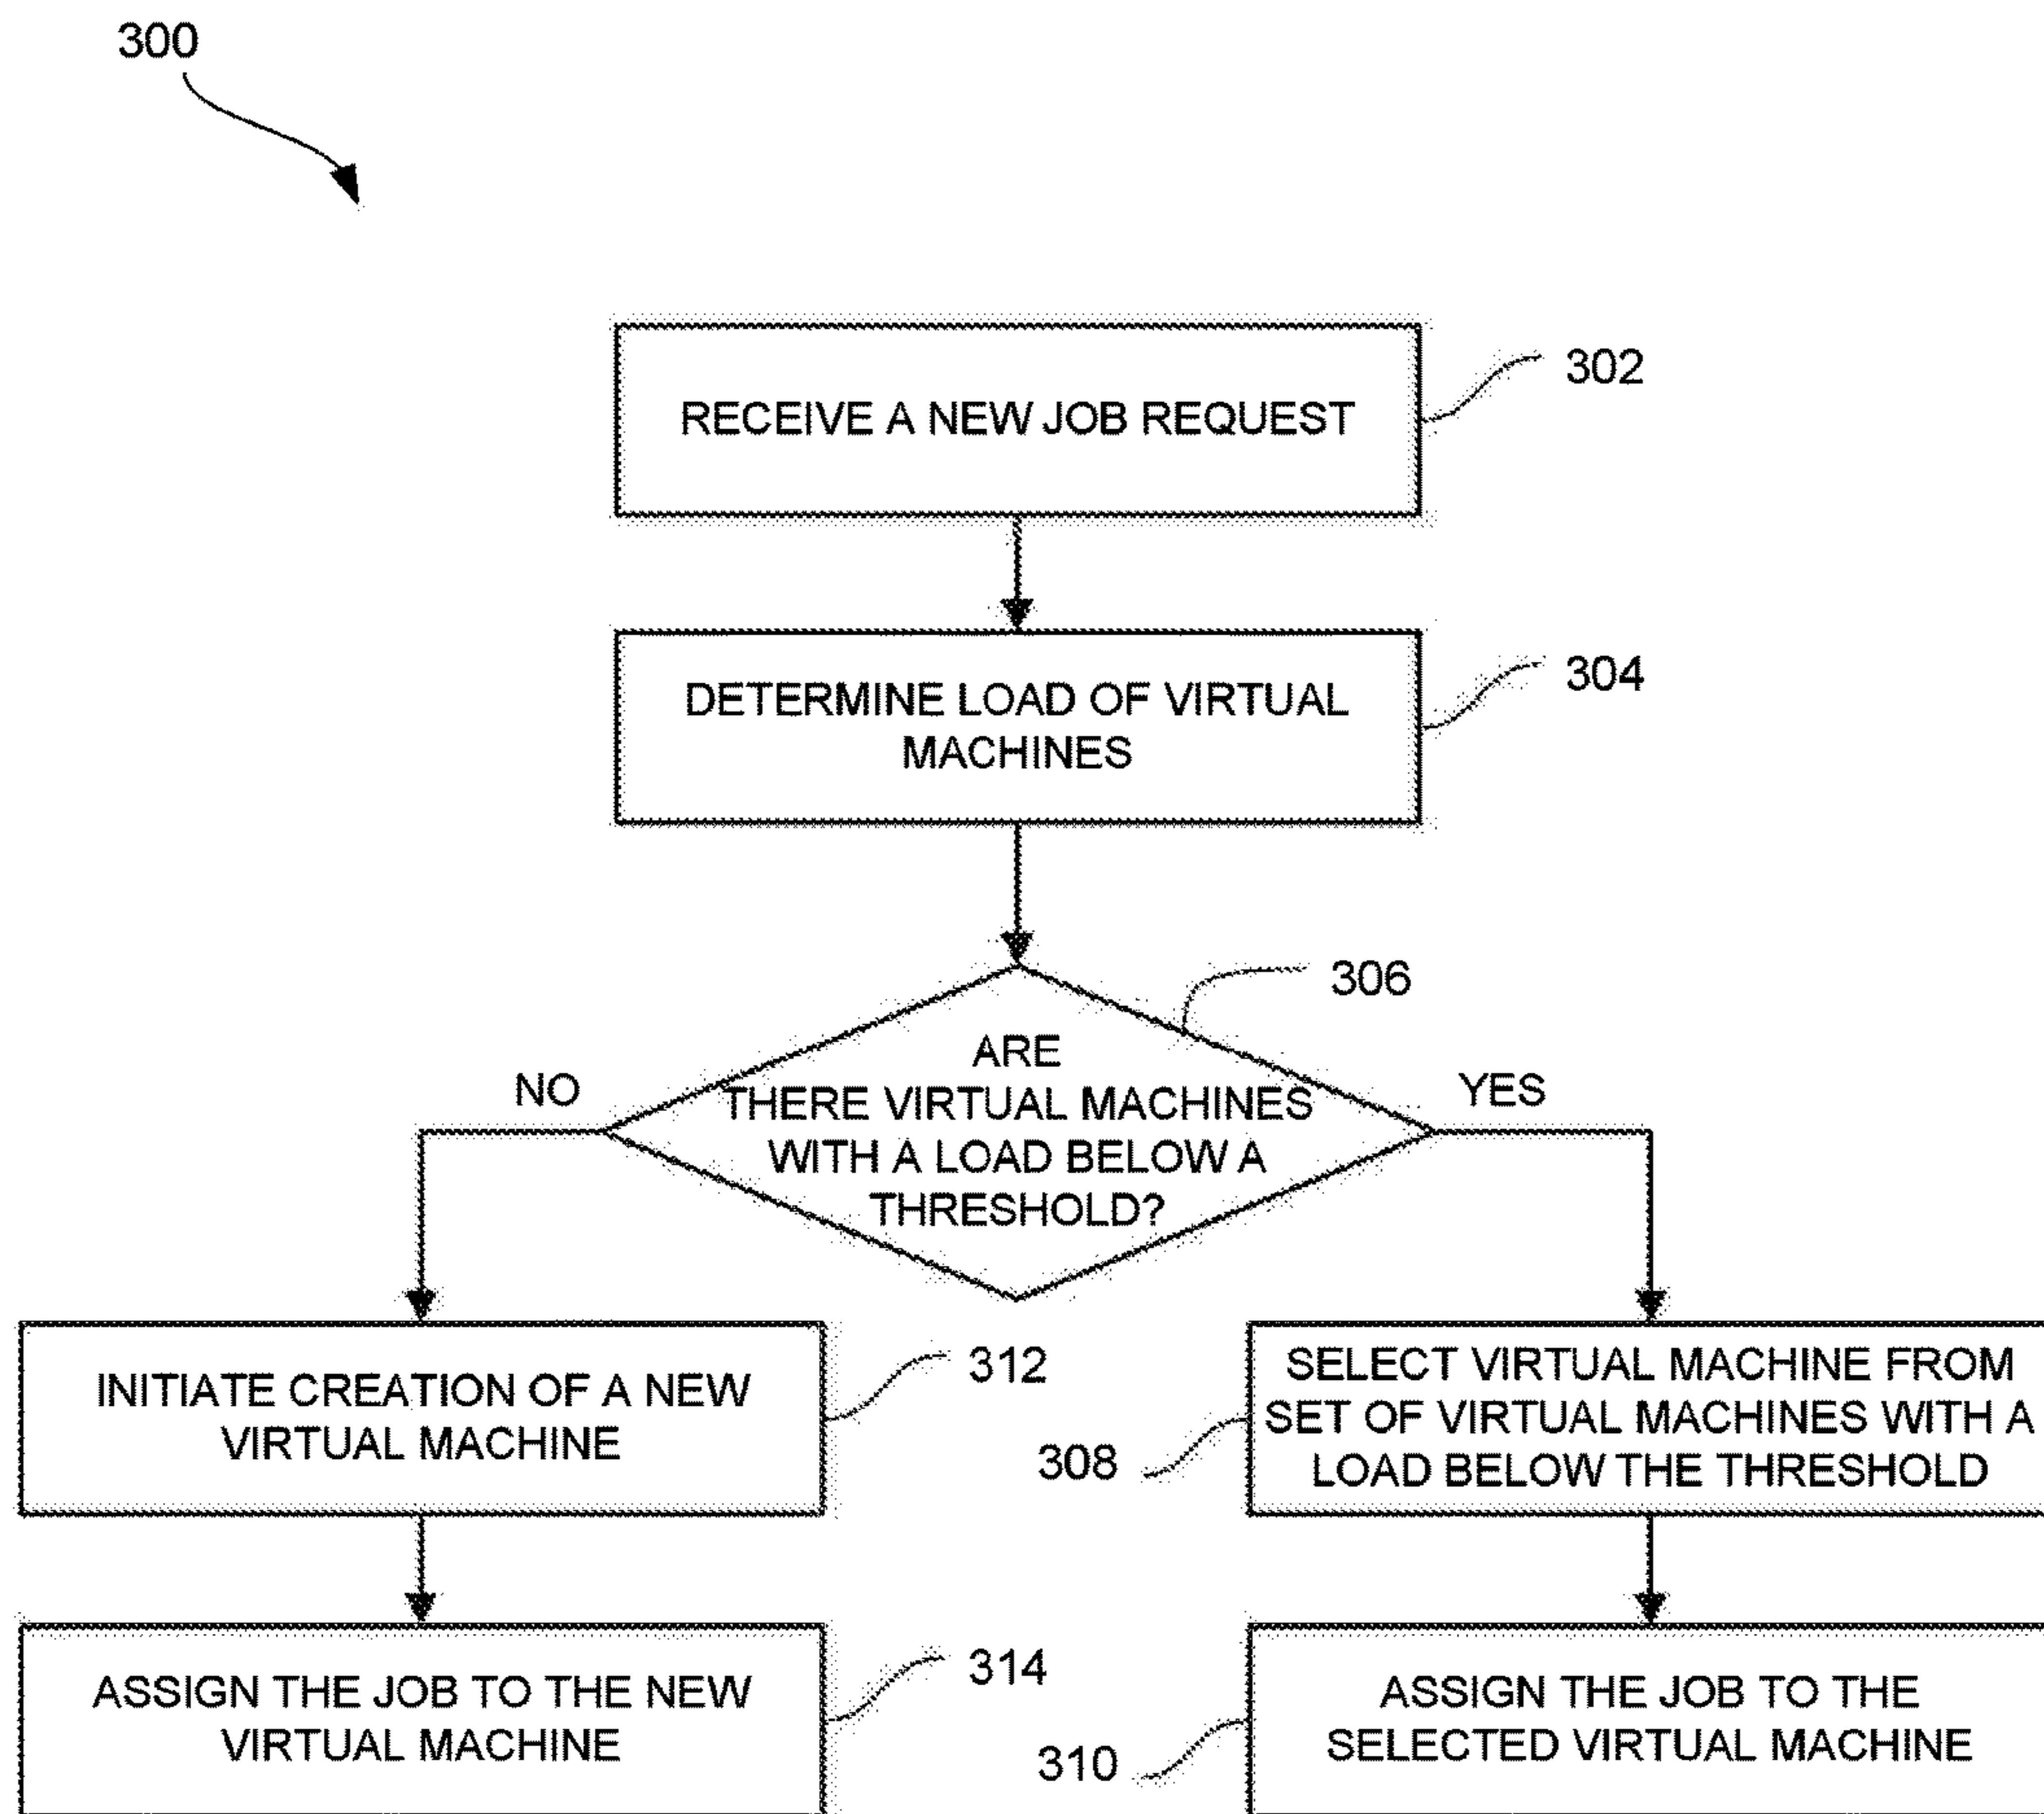 300
RECEIVE A NEW JOB REQUEST
302
DETERMINE LOAD OF VIRTUAL
MACHINES
304
306
ARE
THERE VIRTUAL MACHINES
WITH A LOAD BELOW A
THRESHOLD?
NO
YES
INITIATE CREATION OF A NEW
VIRTUAL MACHINE
312
SELECT VIRTUAL MACHINE FROM
SET OF VIRTUAL MACHINES WITH A
LOAD BELOW THE THRESHOLD
308
ASSIGN THE JOB TO THE NEW
VIRTUAL MACHINE
314
ASSIGN THE JOB TO THE
SELECTED VIRTUAL MACHINE
310